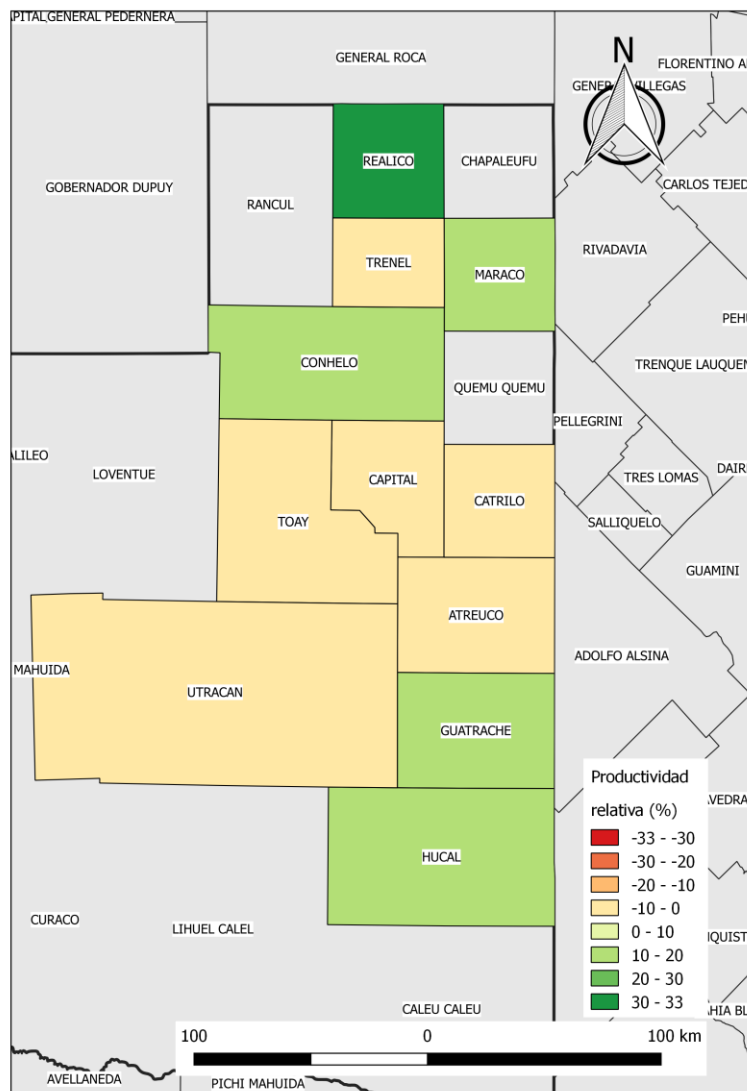 APITAL
GENERAL PEDERNERA
GENERAL ROCA
N
FLORENTINO A
GENERAL VILLEGAS
GOBERNADOR DUPUY
REALICO
CHAPALEUFU
CARLOS TEJED
RANCUL
RIVADAVIA
TRENEL
MARACO
PEHU
CONHELO
TRENQUE LAUQUEN
QUEMU QUEMU
PELLEGRINI
ALILEO
LOVENTUE
CAPITAL
DAIR
TRES LOMAS
CATRILO
TOAY
SALLIQUELO
GUAMINI
ATREUCO
ADOLFO ALSINA
MAHUIDA
UTRACAN
GUATRACHE
Productividad
relativa (%)
AVEDRA
-33 - -30
-30 - -20
-20 - -10
-10 - 0
0 - 10
10 - 20
20 - 30
30 - 33
HUCAL
CURACO
LIHUEL CALEL
NQUIST
CALEU CALEU
AHIA BL
100 0 100 km
AVELLANEDA
PICHI MAHUIDA